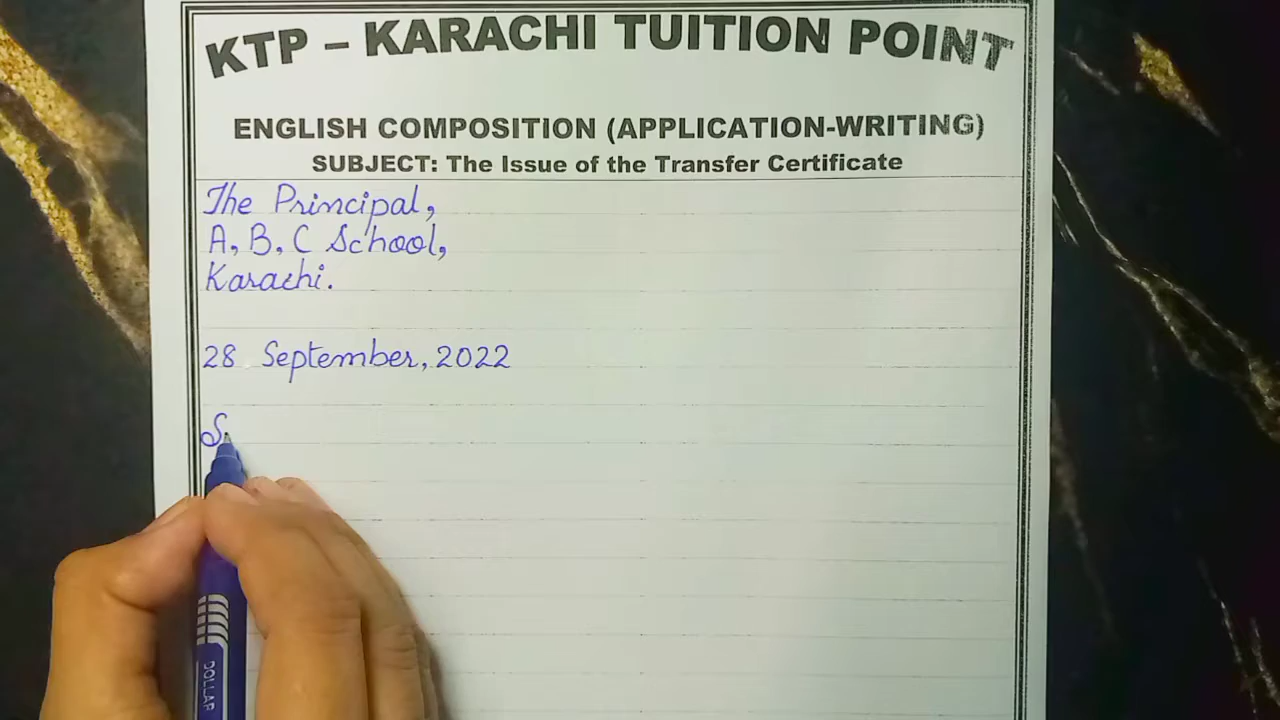 KTP – KARACHI TUITION POINT
ENGLISH COMPOSITION (APPLICATION-WRITING)
SUBJECT: The Issue of the Transfer Certificate
The Principal,
A, B, C School,
Karachi.
28 September, 2022
S
DOLLAR